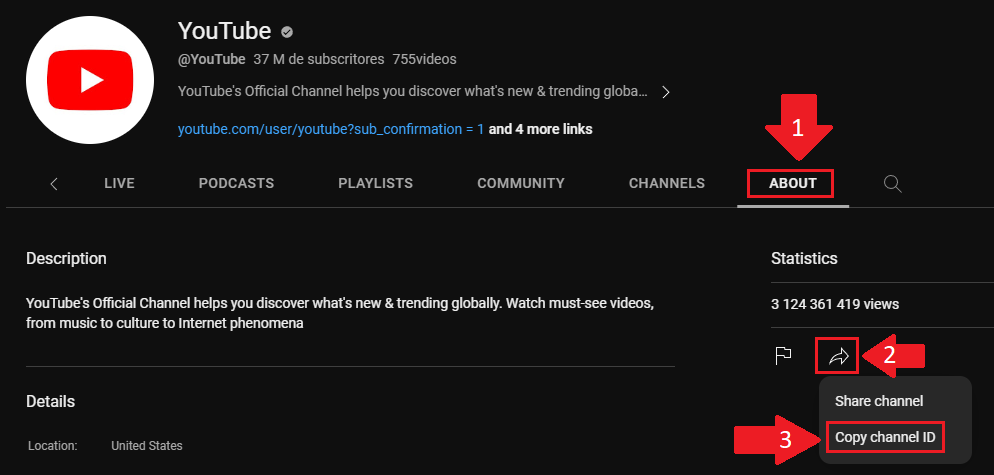 YouTube
@YouTube 37 M de subscritores 755videos
YouTube's Official Channel helps you discover what's new & trending globa...
youtube.com/user/youtube?sub_confirmation = 1 and 4 more links
1
LIVE PODCASTS PLAYLISTS COMMUNITY CHANNELS ABOUT
Description
Statistics
YouTube's Official Channel helps you discover what's new & trending globally. Watch must-see videos,
from music to culture to Internet phenomena
3 124 361 419 views
2
Share channel
Details
3
Copy channel ID
Location: United States